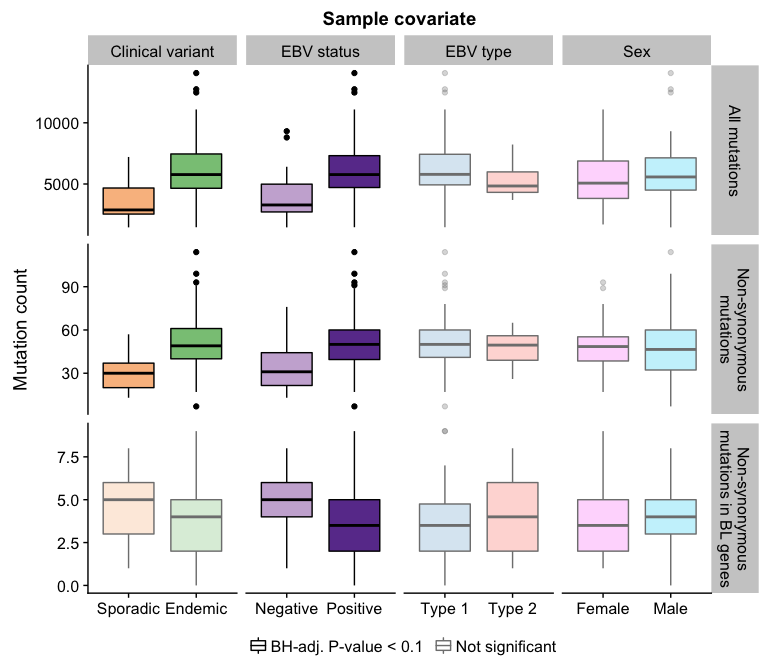 Sample covariate
Clinical variant EBV status EBV type Sex
All mutations
10000
5000
Mutation count
Non-synonymous
mutations
90
60
30
Non-synonymous
mutations in BL genes
7.5
5.0
2.5
0.0
Sporadic Endemic Negative Positive Type 1 Type 2 Female Male
BH-adj. P-value < 0.1 Not significant